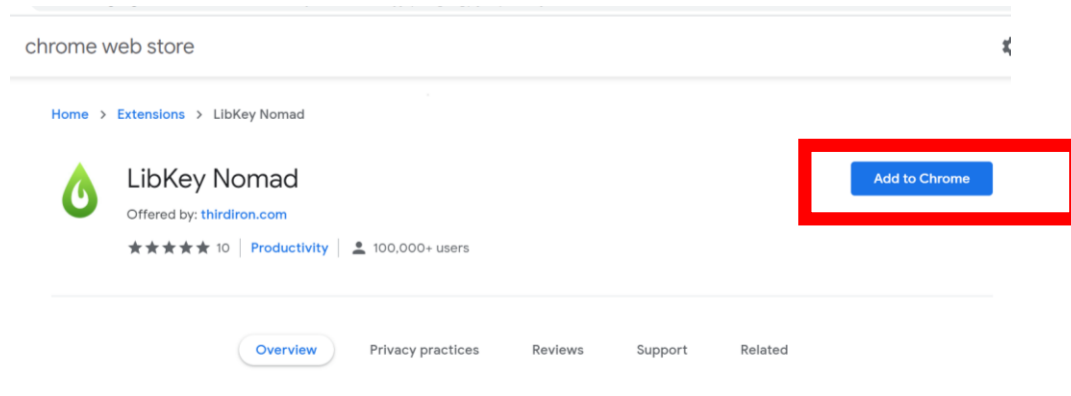 chrome web store
Home > Extensions > LibKey Nomad
LibKey Nomad
Add to Chrome
Offered by: thirdiron.com
★★★★★ 10 | Productivity | 100,000+ users
Overview Privacy practices Reviews Support Related